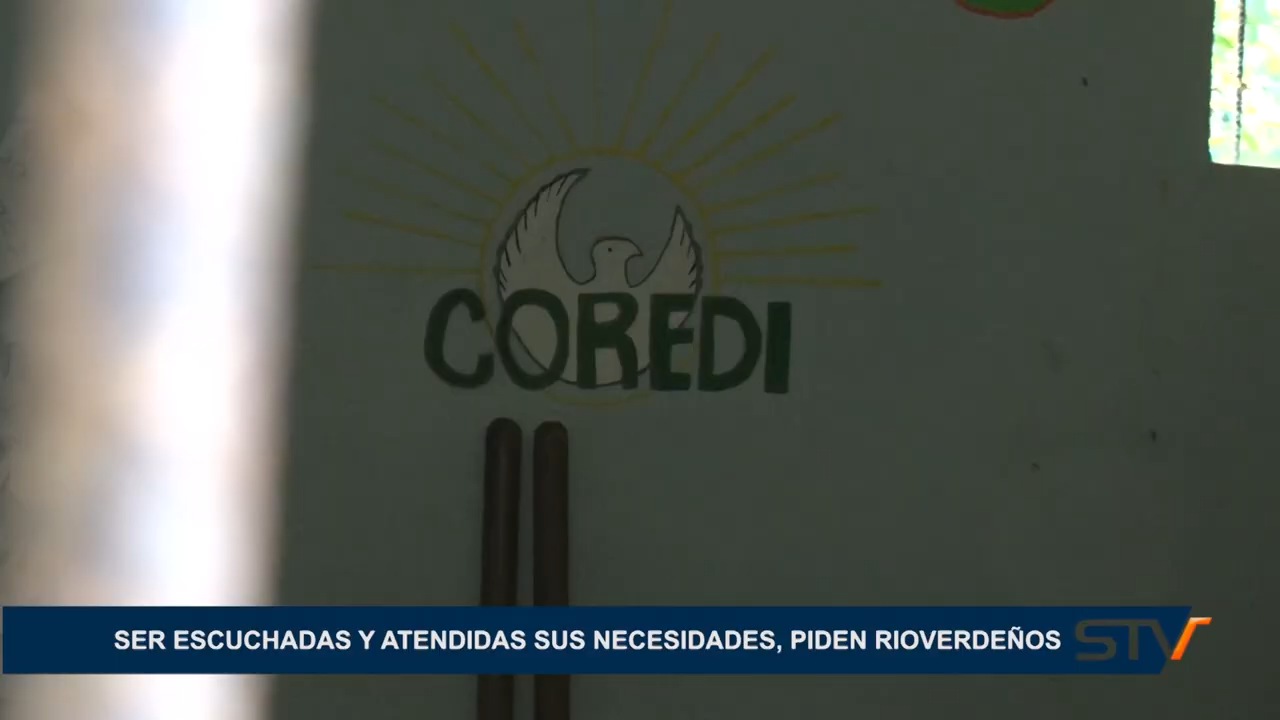 COREDI
SER ESCUCHADAS Y ATENDIDAS SUS NECESIDADES, PIDEN RIOVERDEÑOS
STV